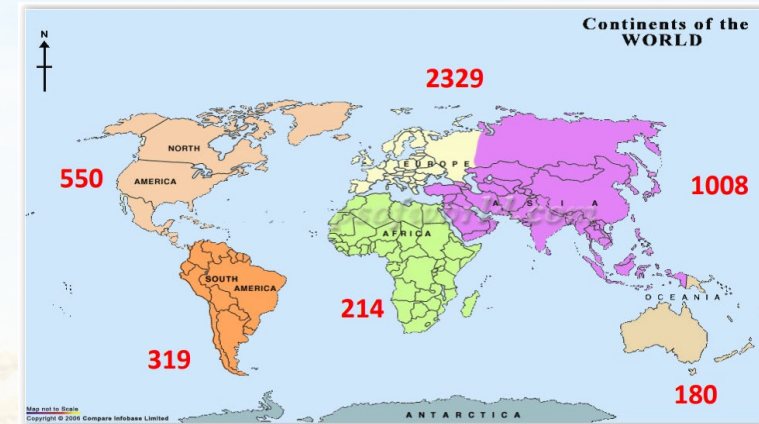 Continents of the
WORLD
N
2329
NORTH
AMERICA
550
EUROPE
ASIA
1008
AFRICA
SOUTH
AMERICA
214
319
OCEANIA
180
ANTARCTICA
Map not to Scale
Copyright © 2006 Compare Infobase Limited